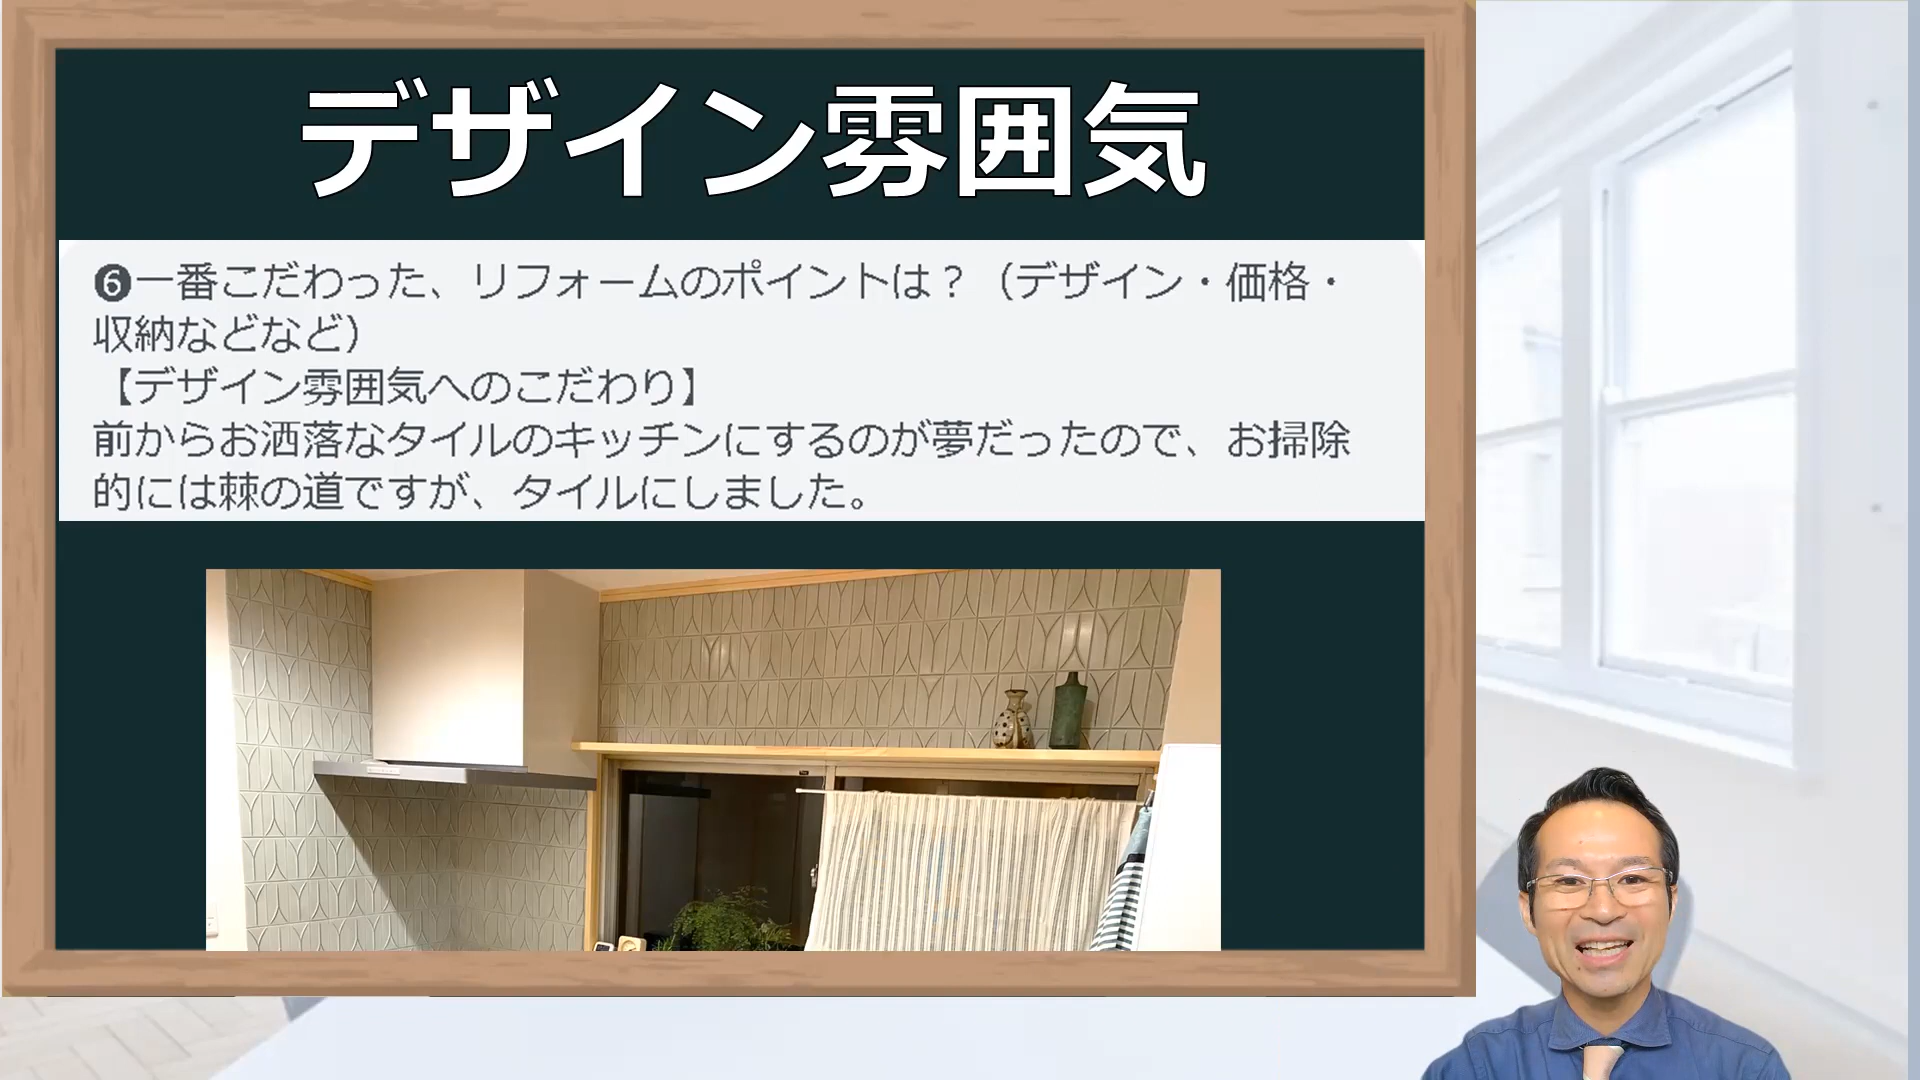 デザイン雰囲気
❻一番こだわった、リフォームのポイントは？（デザイン・価格・
収納などなど）
【デザイン雰囲気へのこだわり】
前からお洒落なタイルのキッチンにするのが夢だったので、お掃除
的には棘の道ですが、タイルにしました。